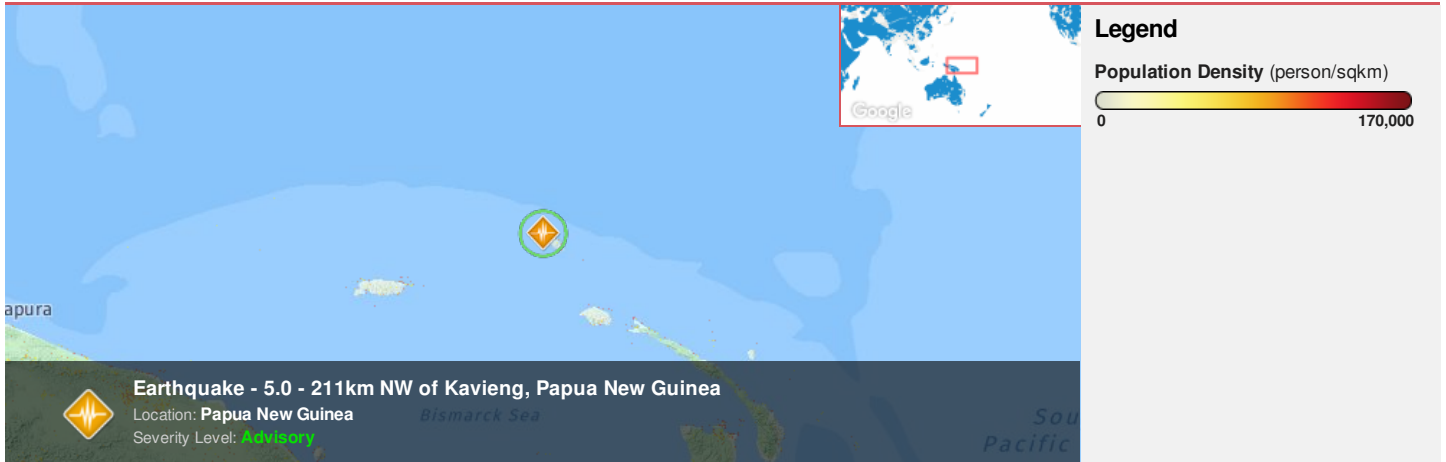 Google
Legend
Population Density (person/sqkm)
0 170,000
apura
Earthquake - 5.0 - 211km NW of Kavieng, Papua New Guinea
Location: Papua New Guinea
Severity Level: Advisory
Bismarck Sea
Sou
Pacific